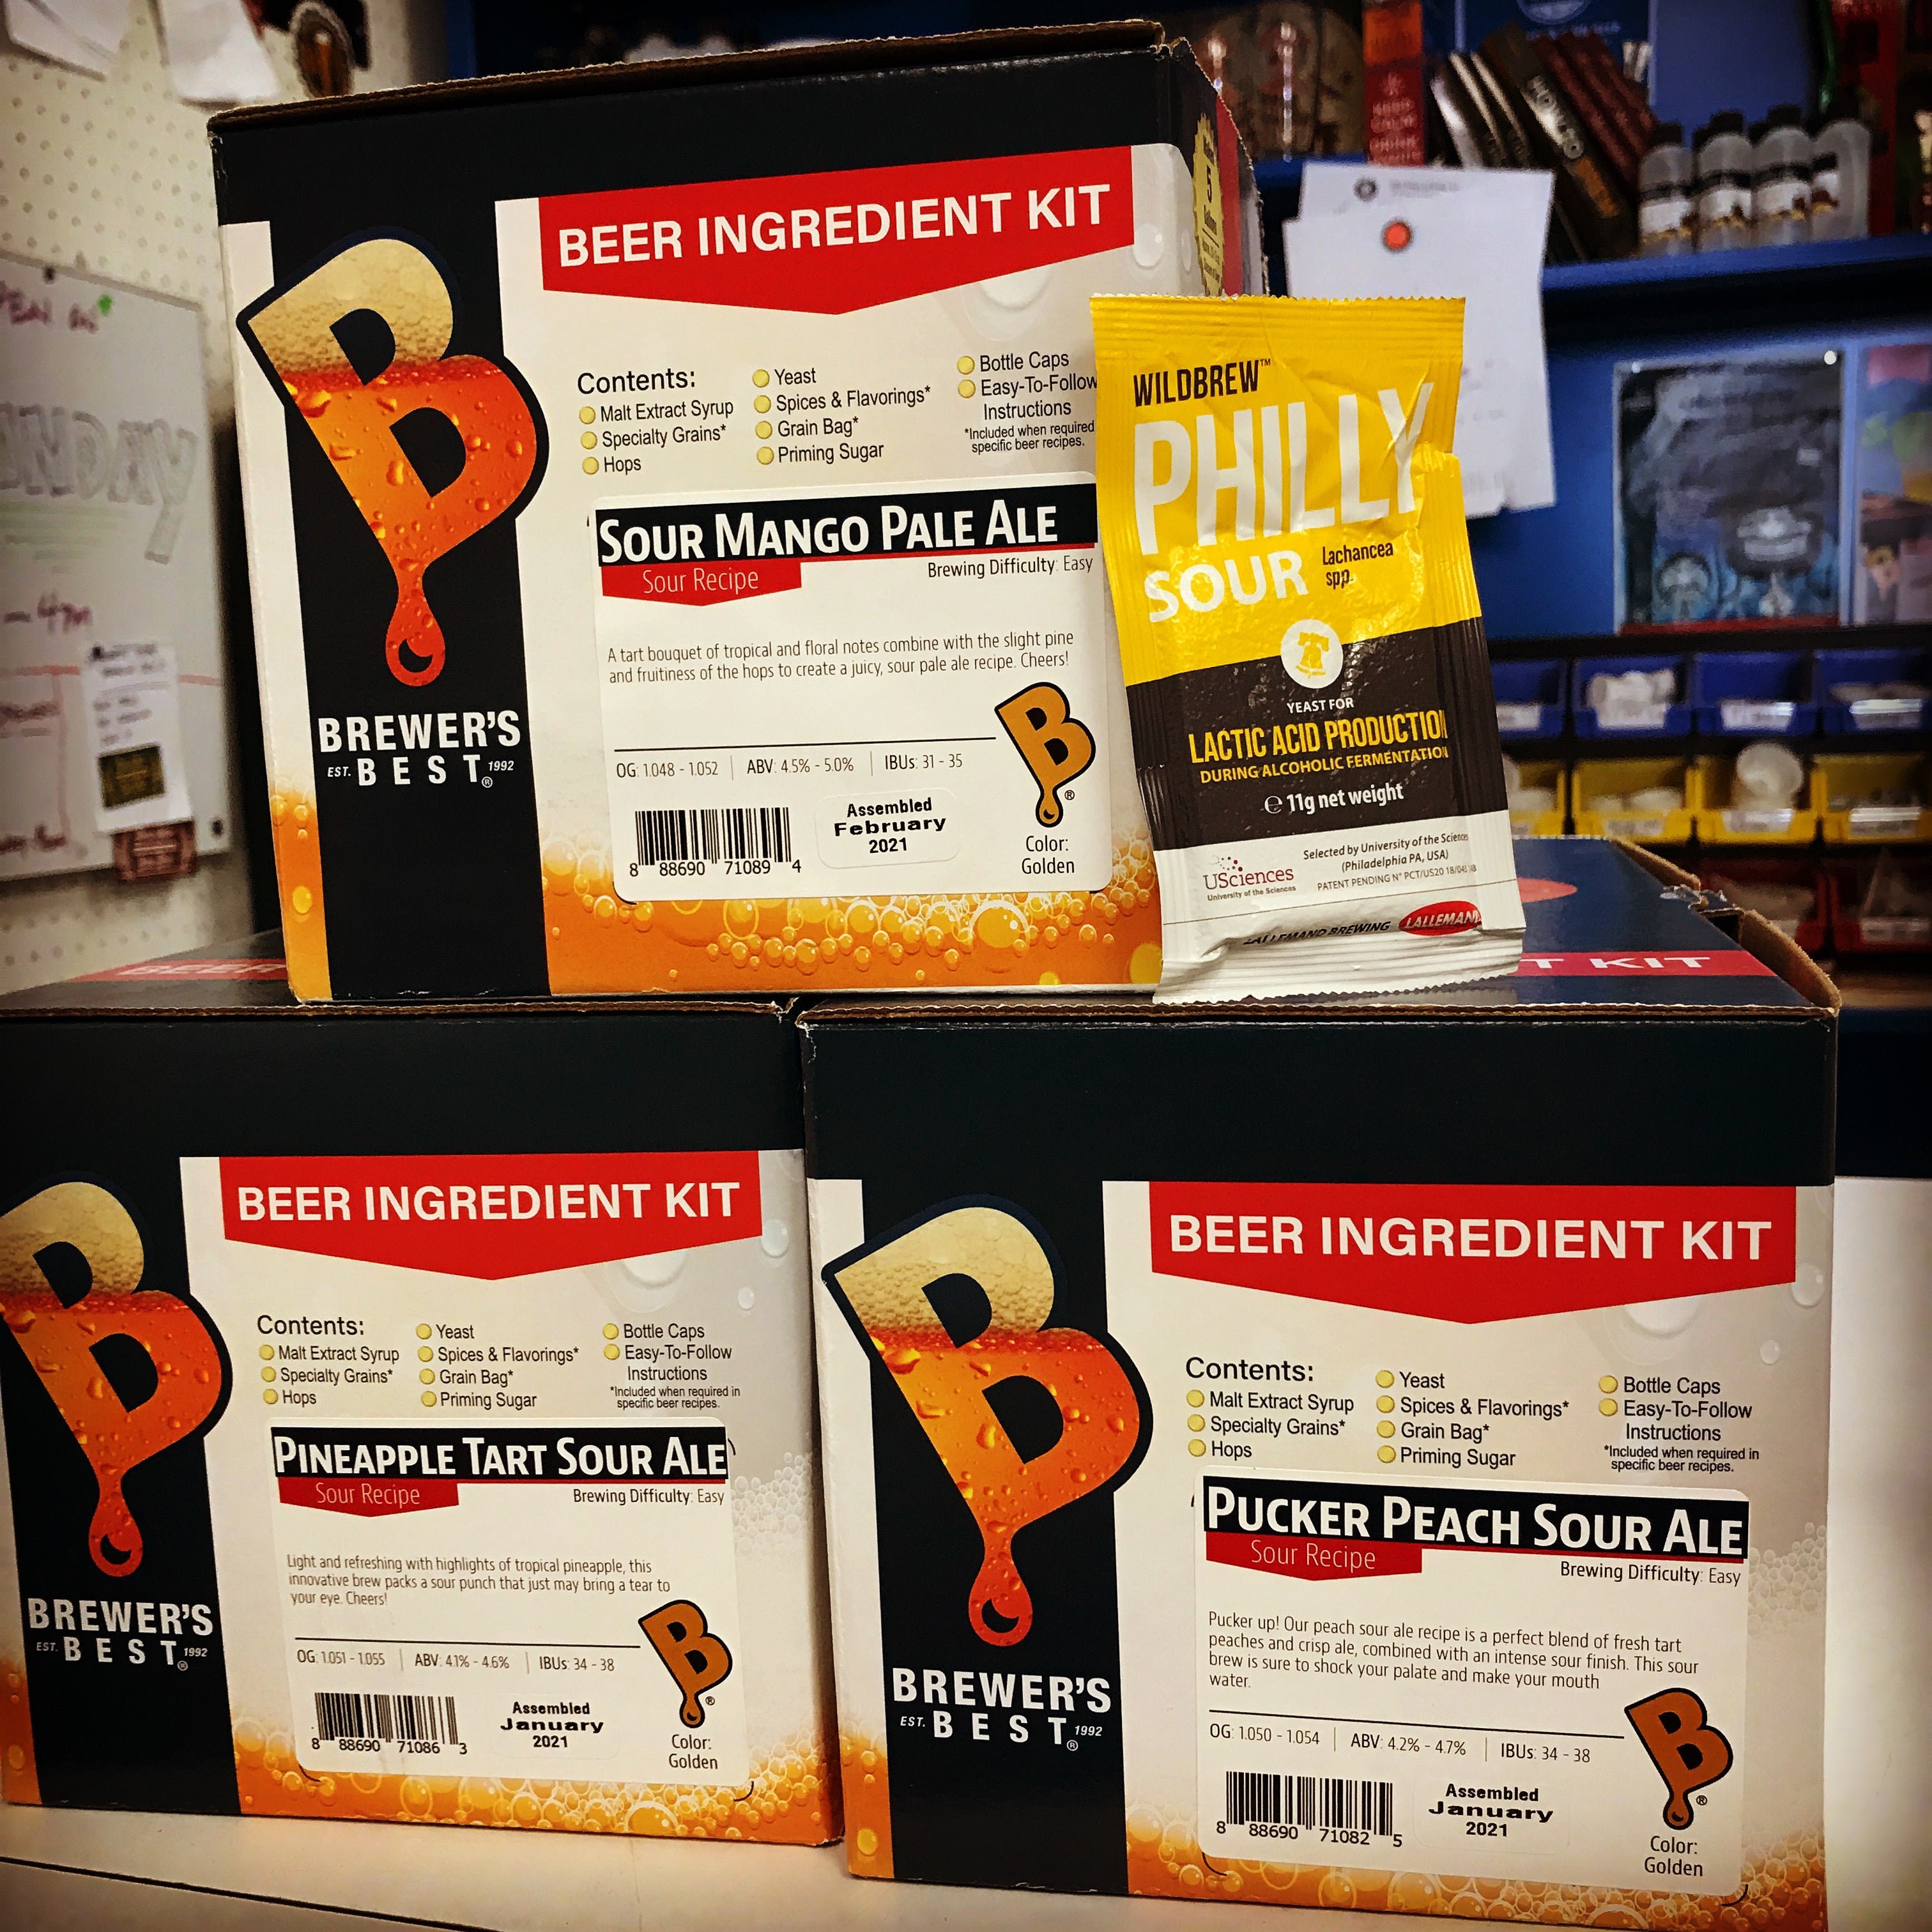 BEER INGREDIENT KIT
Contents:
Malt Extract Syrup
Specialty Grains*
Hops
Yeast
Spices & Flavorings*
Grain Bag*
Priming Sugar
Bottle Caps
Easy-To-Follow
Instructions
*Included when required
specific beer recipes.
SOUR MANGO PALE ALE
Sour Recipe
Brewing Difficulty: Easy
A tart bouquet of tropical and floral notes combine with the slight pine
and fruitiness of the hops to create a juicy, sour pale ale recipe. Cheers!
OG: 1.048 - 1.052 | ABV: 4.5% - 5.0% | IBUs: 31 - 35
8 88690 71089 4
Assembled
February
2021
Color:
Golden
BREWER'S
EST. BEST® 1992
WILDBREW™
PHILLY
SOUR
Lachancea
spp.
YEAST FOR
LACTIC ACID PRODUCTIO
DURING ALCOHOLIC FERMENTATION
e 11g net weight
USciences
University of the Sciences
Selected by University of the Sciences
(Philadelphia PA, USA)
PATENT PENDING N° PCT/US20
LALLEMAND BREWING
LALLEMAN
BEER
T KIT
BEER INGREDIENT KIT
Contents:
Malt Extract Syrup
Specialty Grains*
Hops
Yeast
Spices & Flavorings*
Grain Bag*
Priming Sugar
Bottle Caps
Easy-To-Follow
Instructions
*Included when required in
specific beer recipes.
PINEAPPLE TART SOUR ALE
Sour Recipe
Brewing Difficulty: Easy
Light and refreshing with highlights of tropical pineapple, this
innovative brew packs a sour punch that just may bring a tear to
your eye. Cheers!
OG: 1.051 - 1.055 | ABV: 4.1% - 4.6% | IBUs: 34 - 38
8 88690 71086 3
Assembled
January
2021
Color:
Golden
BREWER'S
EST. BEST® 1992
BEER INGREDIENT KIT
Contents:
Malt Extract Syrup
Specialty Grains*
Hops
Yeast
Spices & Flavorings*
Grain Bag*
Priming Sugar
Bottle Caps
Easy-To-Follow
Instructions
*Included when required in
specific beer recipes.
PUCKER PEACH SOUR ALE
Sour Recipe
Brewing Difficulty: Easy
Pucker up! Our peach sour ale recipe is a perfect blend of fresh tart
peaches and crisp ale, combined with an intense sour finish. This sour
brew is sure to shock your palate and make your mouth
water.
OG: 1.050 - 1.054 | ABV: 4.2% - 4.7% | IBUs: 34 - 38
8 88690 71082 5
Assembled
January
2021
Color:
Golden
BREWER'S
EST. BEST® 1992